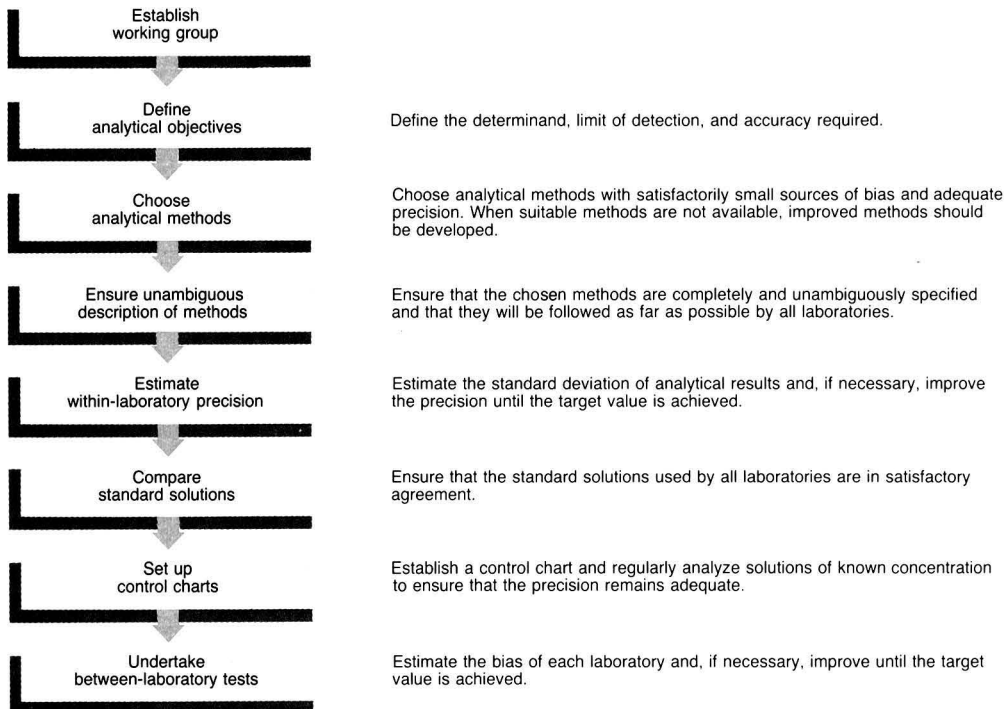 Establish
working group
Define
analytical objectives
Define the determinand, limit of detection, and accuracy required.
Choose
analytical methods
Choose analytical methods with satisfactorily small sources of bias and adequate
precision. When suitable methods are not available, improved methods should
be developed.
Ensure unambiguous
description of methods
Ensure that the chosen methods are completely and unambiguously specified
and that they will be followed as far as possible by all laboratories.
Estimate
within-laboratory precision
Estimate the standard deviation of analytical results and, if necessary, improve
the precision until the target value is achieved.
Compare
standard solutions
Ensure that the standard solutions used by all laboratories are in satisfactory
agreement.
Set up
control charts
Establish a control chart and regularly analyze solutions of known concentration
to ensure that the precision remains adequate.
Undertake
between-laboratory tests
Estimate the bias of each laboratory and, if necessary, improve until the target
value is achieved.